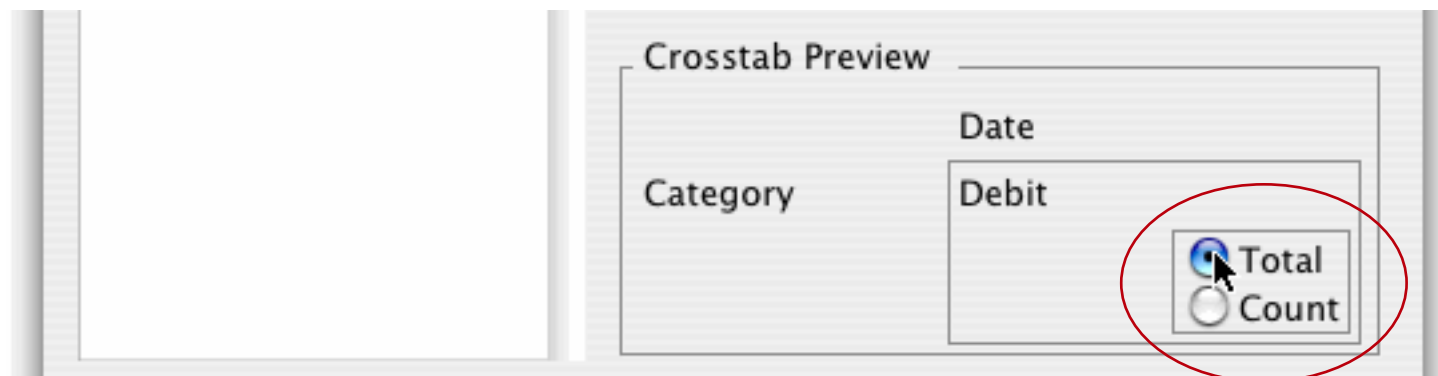 Crosstab Preview
Date
Category
Debit
Total
Count